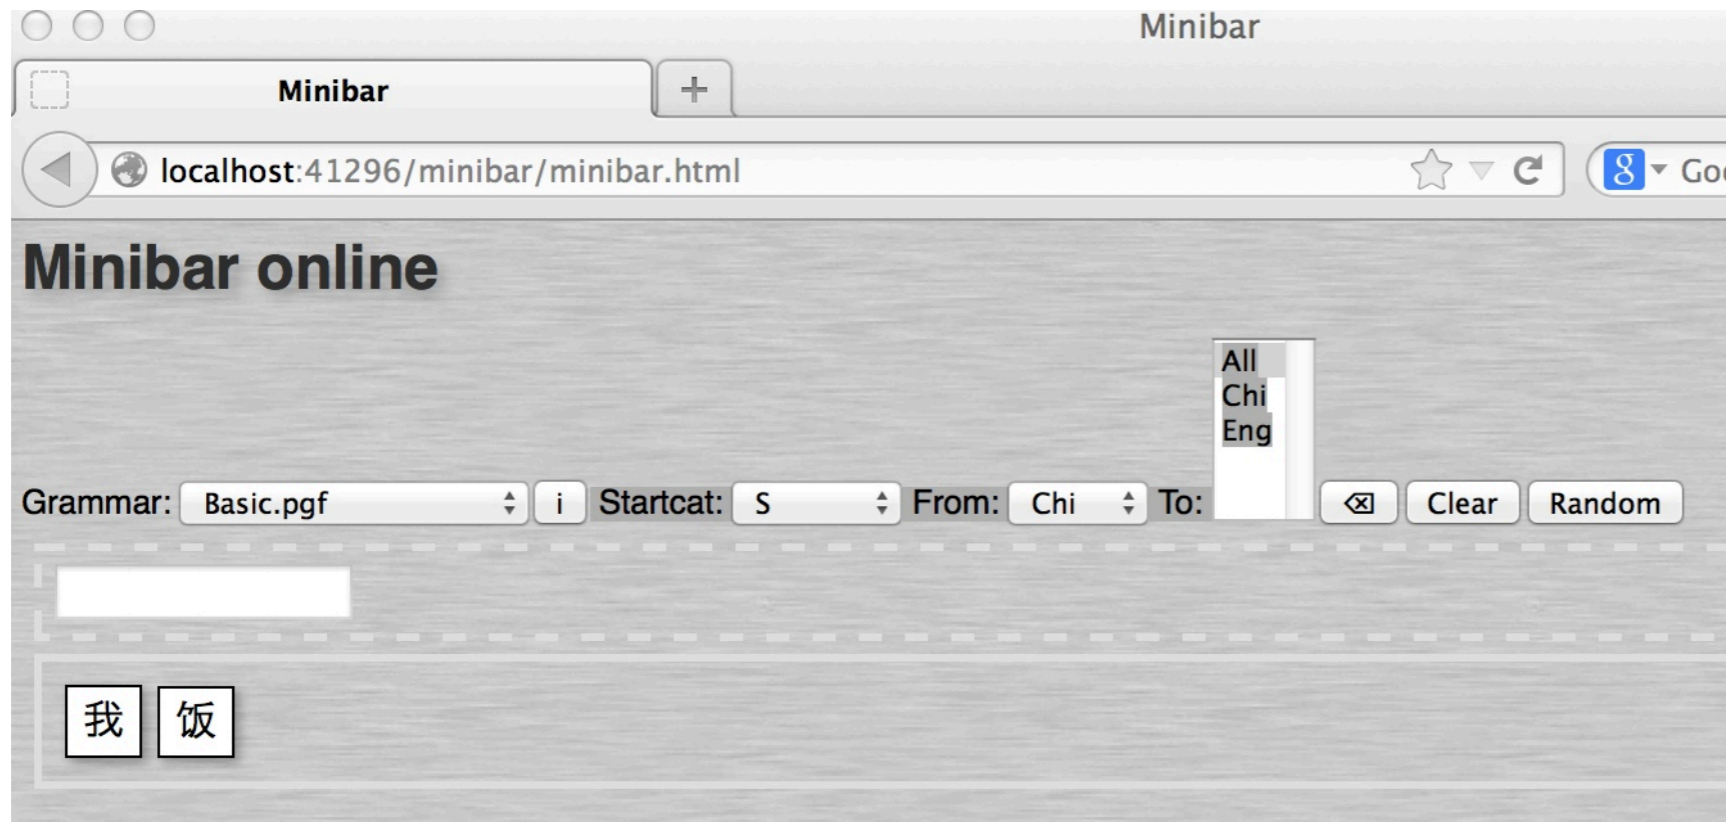 Minibar
Minibar
localhost:41296/minibar/minibar.html
Goo
Minibar online
All
Chi
Eng
Grammar: Basic.pgf i Startcat: S From: Chi To: Clear Random
我 饭